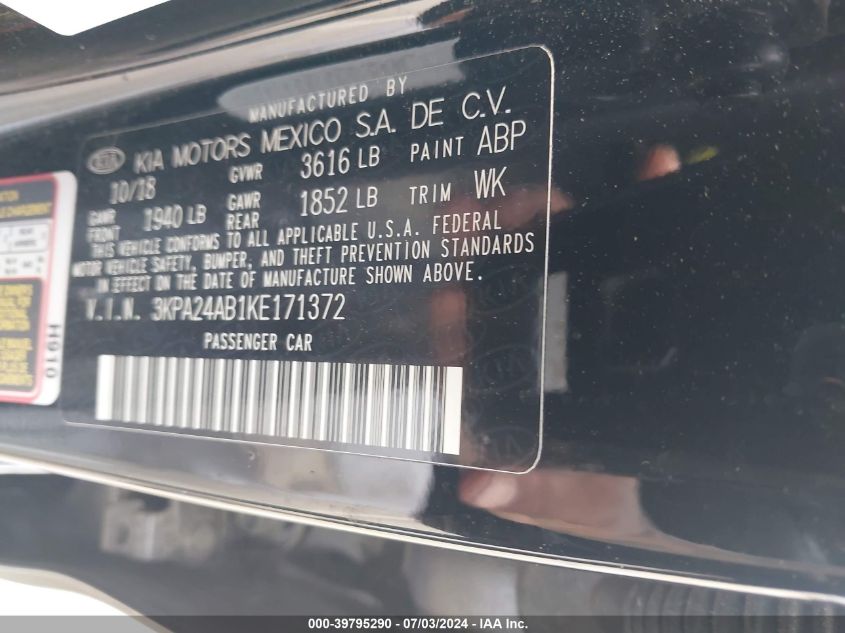 MANUFACTURED BY
KIA KIA MOTORS MEXICO S.A. DE C.V.
10/18 GVWR 3616 LB PAINT ABP
GAWR FRONT 1940 LB GAWR REAR 1852 LB TRIM WK
THIS VEHICLE CONFORMS TO ALL APPLICABLE U.S.A. FEDERAL
MOTOR VEHICLE SAFETY, BUMPER, AND THEFT PREVENTION STANDARDS
IN EFFECT ON THE DATE OF MANUFACTURE SHOWN ABOVE.
V.I.N. 3KPA24AB1KE171372
PASSENGER CAR
H910
000-39795290 - 07/03/2024 - IAA Inc.